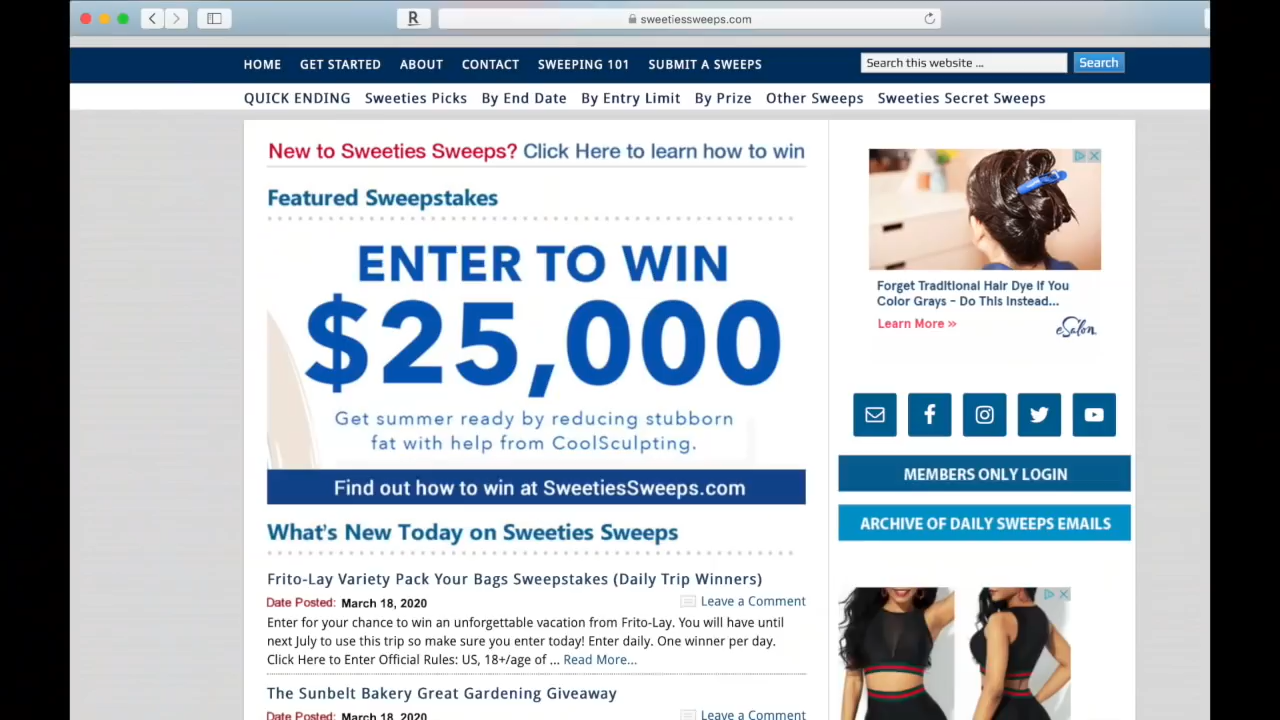 R
sweetiessweeps.com
HOME GET STARTED ABOUT CONTACT SWEEPING 101 SUBMIT A SWEEPS
Search this website ...
Search
QUICK ENDING Sweeties Picks By End Date By Entry Limit By Prize Other Sweeps Sweeties Secret Sweeps
New to Sweeties Sweeps? Click Here to learn how to win
Featured Sweepstakes
ENTER TO WIN
$25,000
Get summer ready by reducing stubborn
fat with help from CoolSculpting.
Find out how to win at SweetiesSweeps.com
What's New Today on Sweeties Sweeps
Frito-Lay Variety Pack Your Bags Sweepstakes (Daily Trip Winners)
Date Posted: March 18, 2020
Leave a Comment
Enter for your chance to win an unforgettable vacation from Frito-Lay. You will have until
next July to use this trip so make sure you enter today! Enter daily. One winner per day.
Click Here to Enter Official Rules: US, 18+/age of ... Read More...
The Sunbelt Bakery Great Gardening Giveaway
Date Posted: March 18, 2020
Leave a Comment
Forget Traditional Hair Dye If You
Color Grays - Do This Instead...
Learn More »
eSalon
f
MEMBERS ONLY LOGIN
ARCHIVE OF DAILY SWEEPS EMAILS